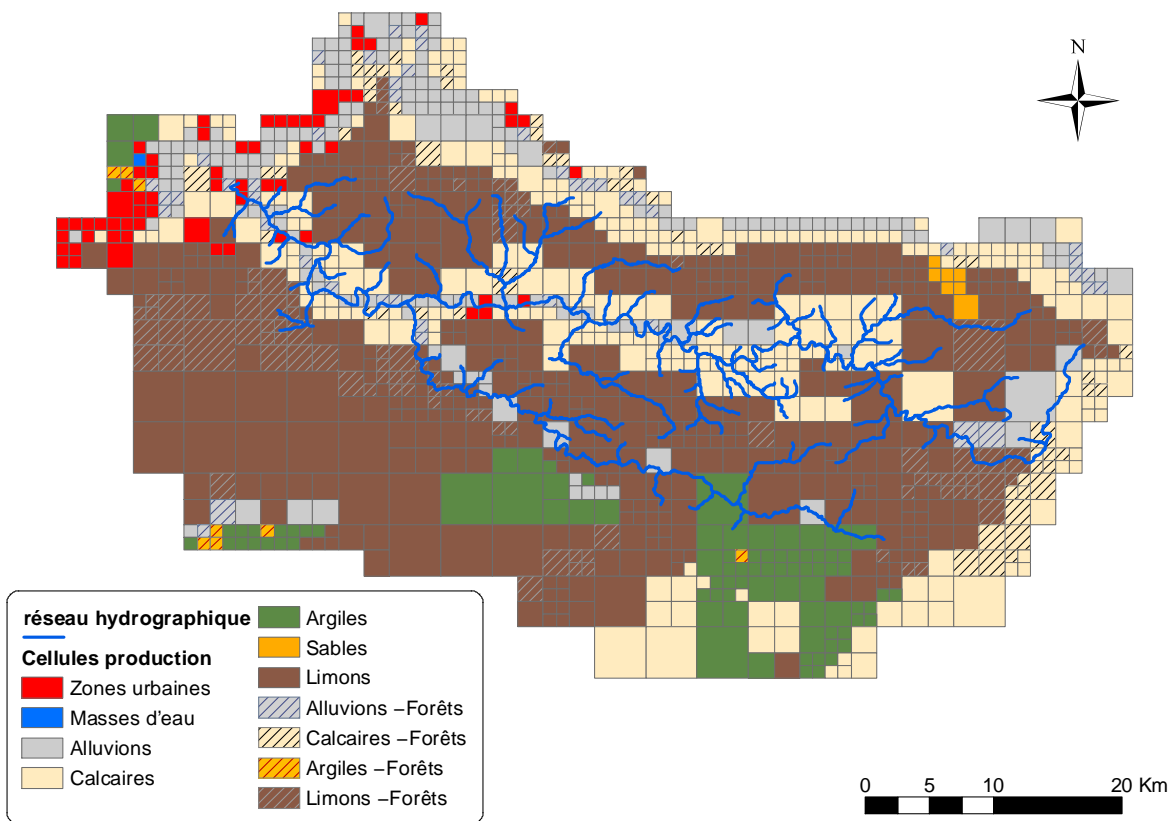 N
réseau hydrographique
Cellules production
Zones urbaines
Masses d'eau
Alluvions
Calcaires
Argiles
Sables
Limons
Alluvions –Forêts
Calcaires –Forêts
Argiles –Forêts
Limons –Forêts
0 5 10 20 Km